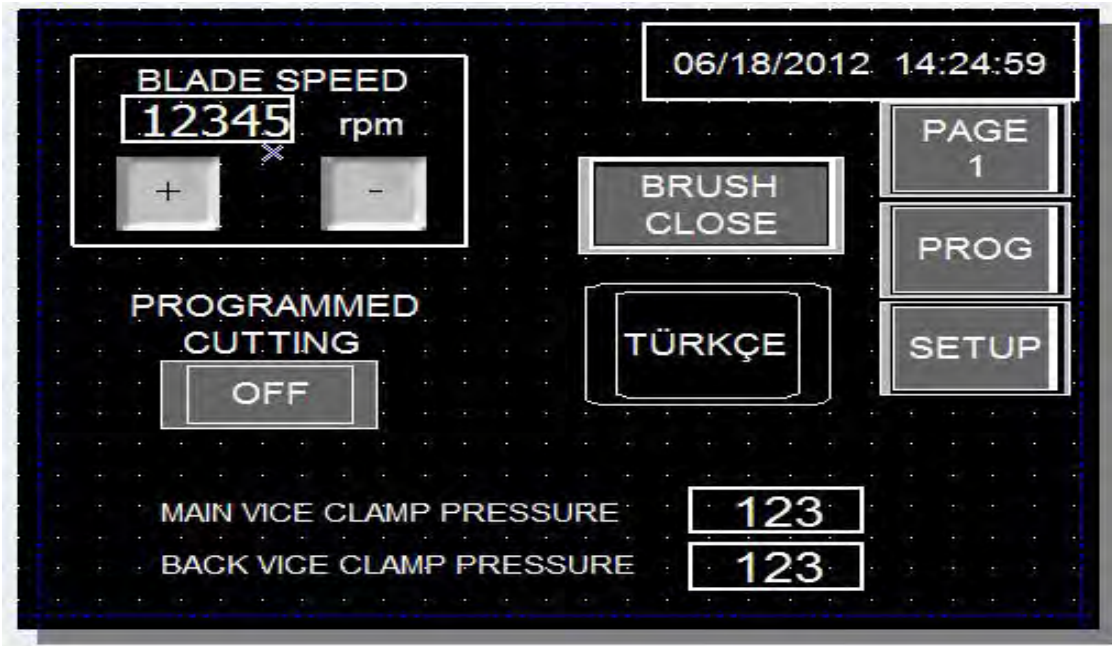 06/18/2012 14:24:59
BLADE SPEED
12345 rpm
+ -
PAGE
1
BRUSH
CLOSE
PROG
PROGRAMMED
CUTTING
OFF
TÜRKÇE
SETUP
MAIN VICE CLAMP PRESSURE 123
BACK VICE CLAMP PRESSURE 123